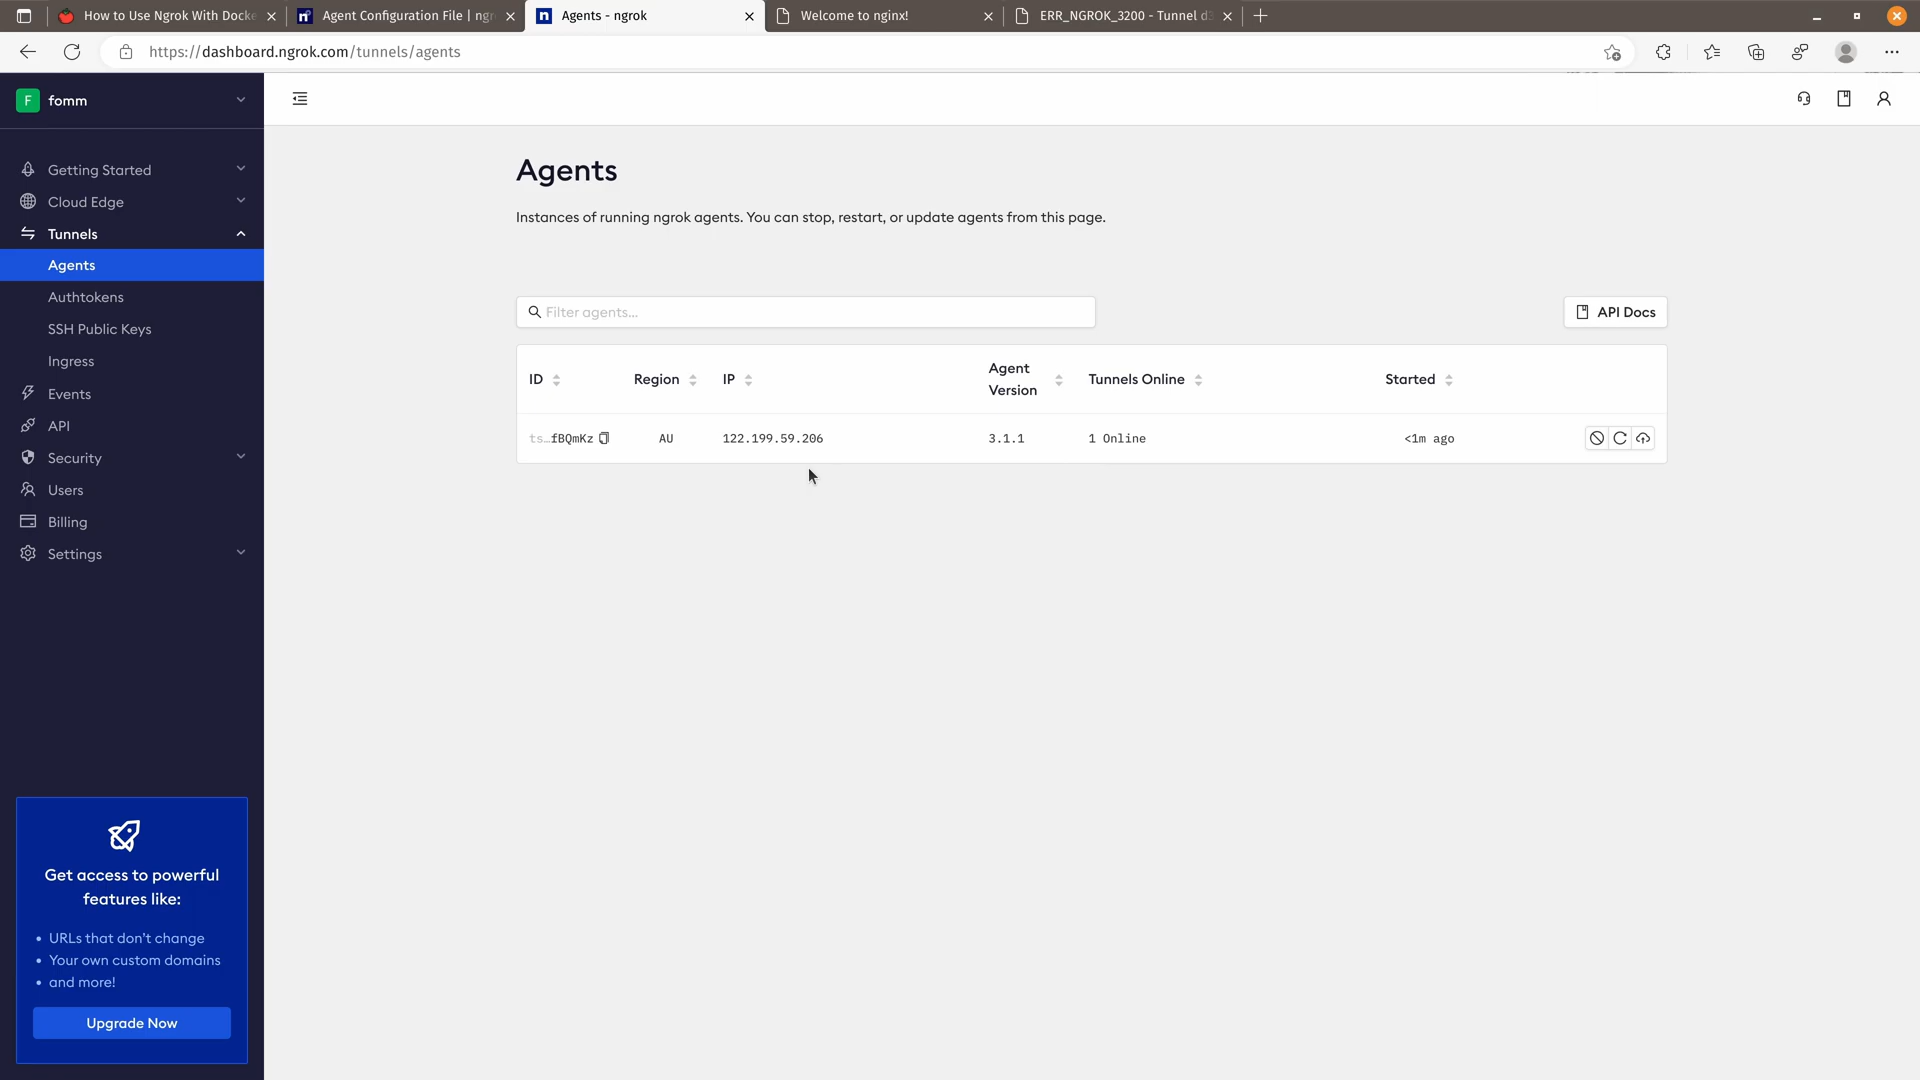 How to Use Ngrok With Docke
Agent Configuration File | ngr
Agents - ngrok
Welcome to nginx!
ERR_NGROK_3200 - Tunnel d3
https://dashboard.ngrok.com/tunnels/agents
F fomm
Getting Started
Cloud Edge
Tunnels
Agents
Authtokens
SSH Public Keys
Ingress
Events
API
Security
Users
Billing
Settings
Get access to powerful
features like:
• URLs that don't change
• Your own custom domains
• and more!
Upgrade Now
Agents
Instances of running ngrok agents. You can stop, restart, or update agents from this page.
Filter agents...
API Docs
ID Region IP Agent Version Tunnels Online Started
ts…fBQmKz AU 122.199.59.206 3.1.1 1 Online <1m ago